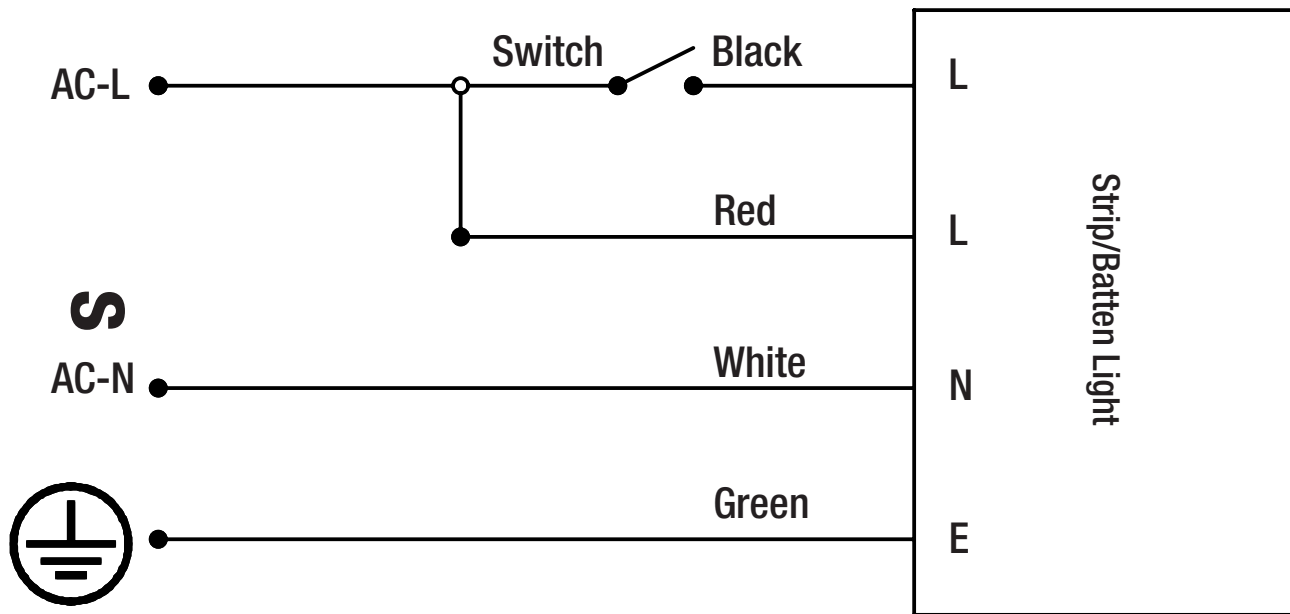 Switch
Black
AC-L
L
Red
L
S
AC-N
White
N
Strip/Batten Light
Green
E